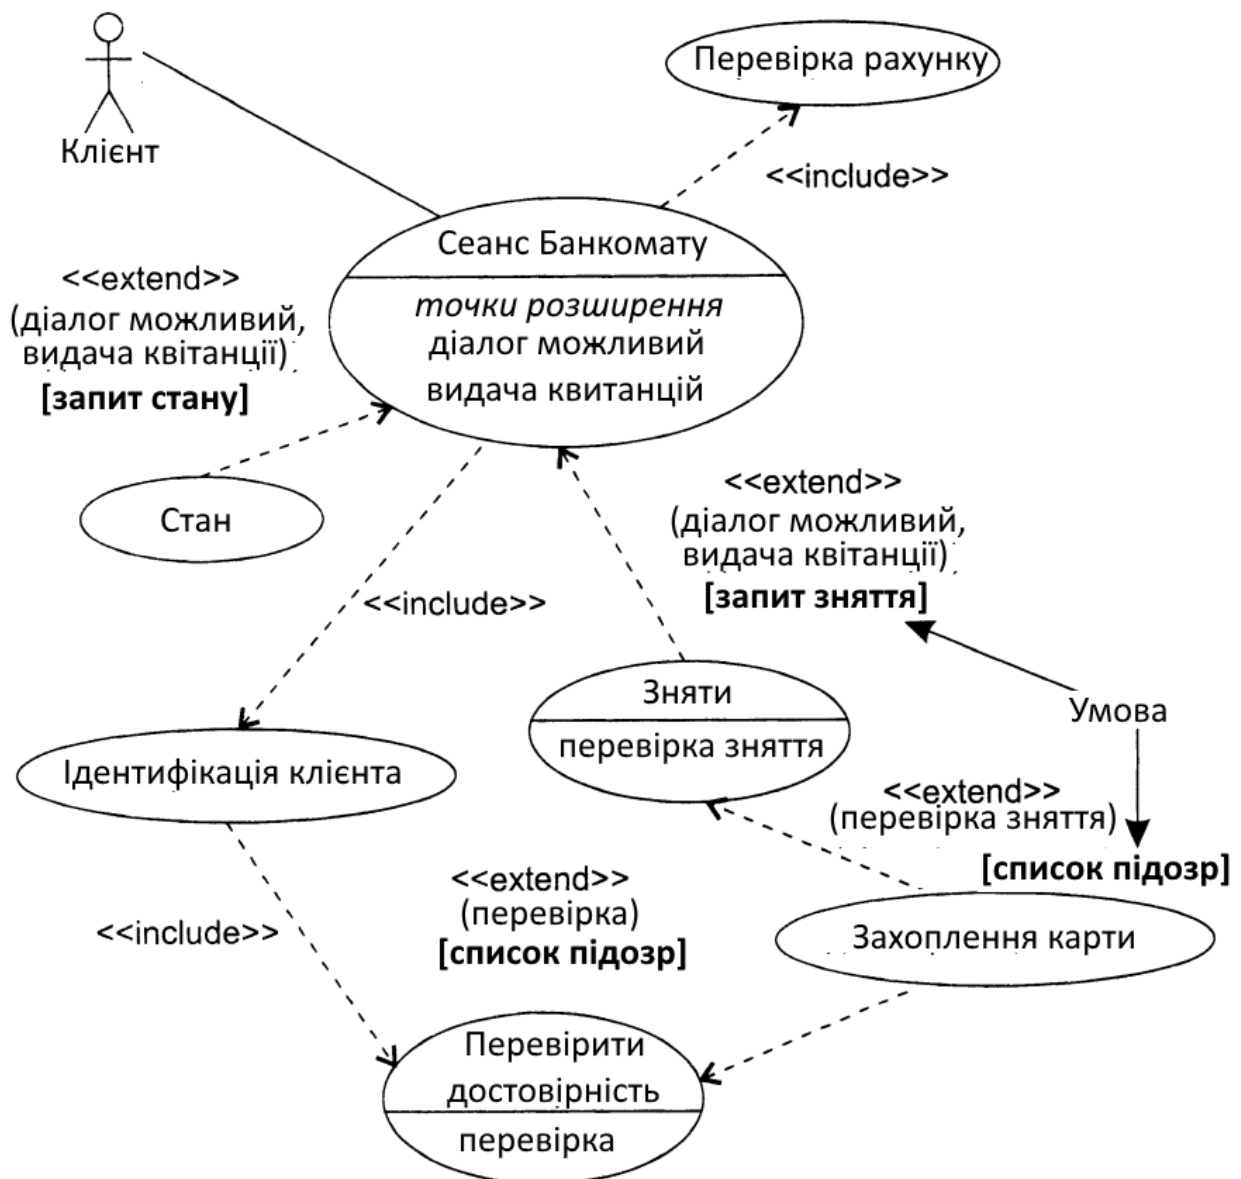 Перевірка рахунку
Клієнт
<<include>>
Сеанс Банкомату
<<extend>>
(діалог можливий,
видача квітанції)
[запит стану]
точки розширення
діалог можливий
видача квитанцій
Стан
<<extend>>
(діалог можливий,
видача квітанції)
[запит зняття]
<<include>>
Зняти
перевірка зняття
Умова
Ідентифікація клієнта
<<extend>>
(перевірка зняття)
[список підозр]
<<extend>>
(перевірка)
[список підозр]
<<include>>
Захоплення карти
Перевірити
достовірність
перевірка